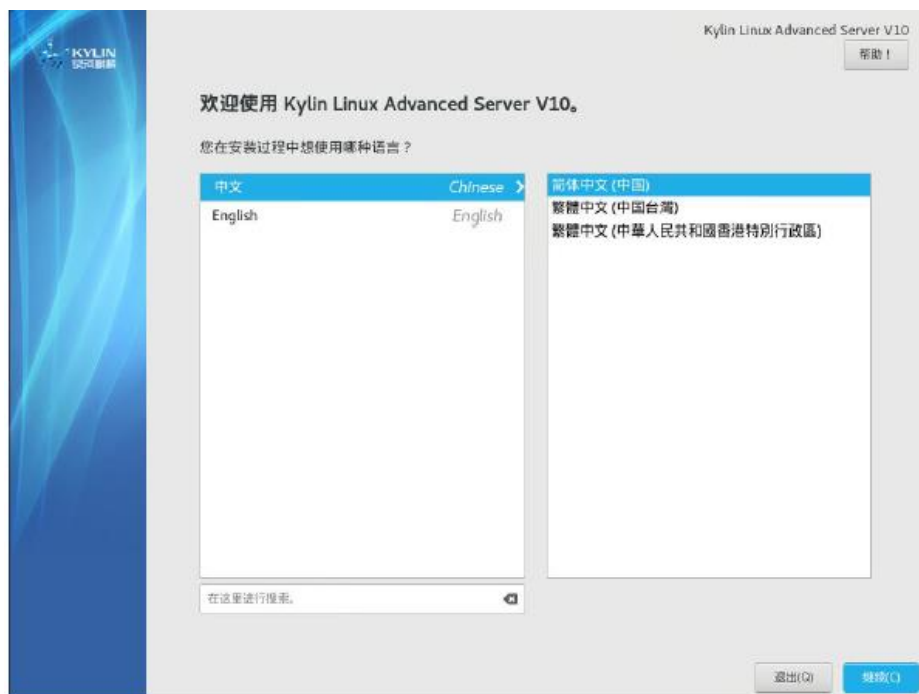 Kylin Linux Advanced Server V10
KYLIN
帮助！
欢迎使用 Kylin Linux Advanced Server V10。
您在安装过程中想使用哪种语言？
中文 Chinese
English English
简体中文 (中国)
繁體中文 (中国台灣)
繁體中文 (中華人民共和國香港特別行政區)
在这里进行搜索。
退出(Q)
继续(C)